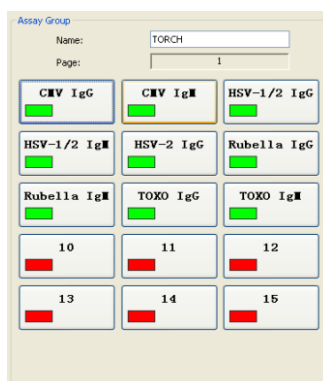 Assay Group
Name: TORCH
Page: 1
CMV IgG CMV IgM HSV-1/2 IgG
HSV-1/2 IgM HSV-2 IgG Rubella IgG
Rubella IgM TOXO IgG TOXO IgM
10 11 12
13 14 15